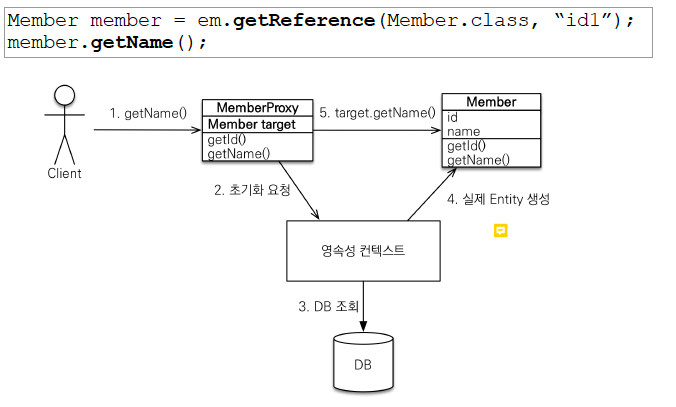 Member member = em.getReference(Member.class, “id1”);
member.getName();
1. getName()
MemberProxy
Member target
getId()
getName()
5. target.getName()
Member
id
name
getId()
getName()
Client
2. 초기화 요청
4. 실제 Entity 생성
영속성 컨텍스트
3. DB 조회
DB